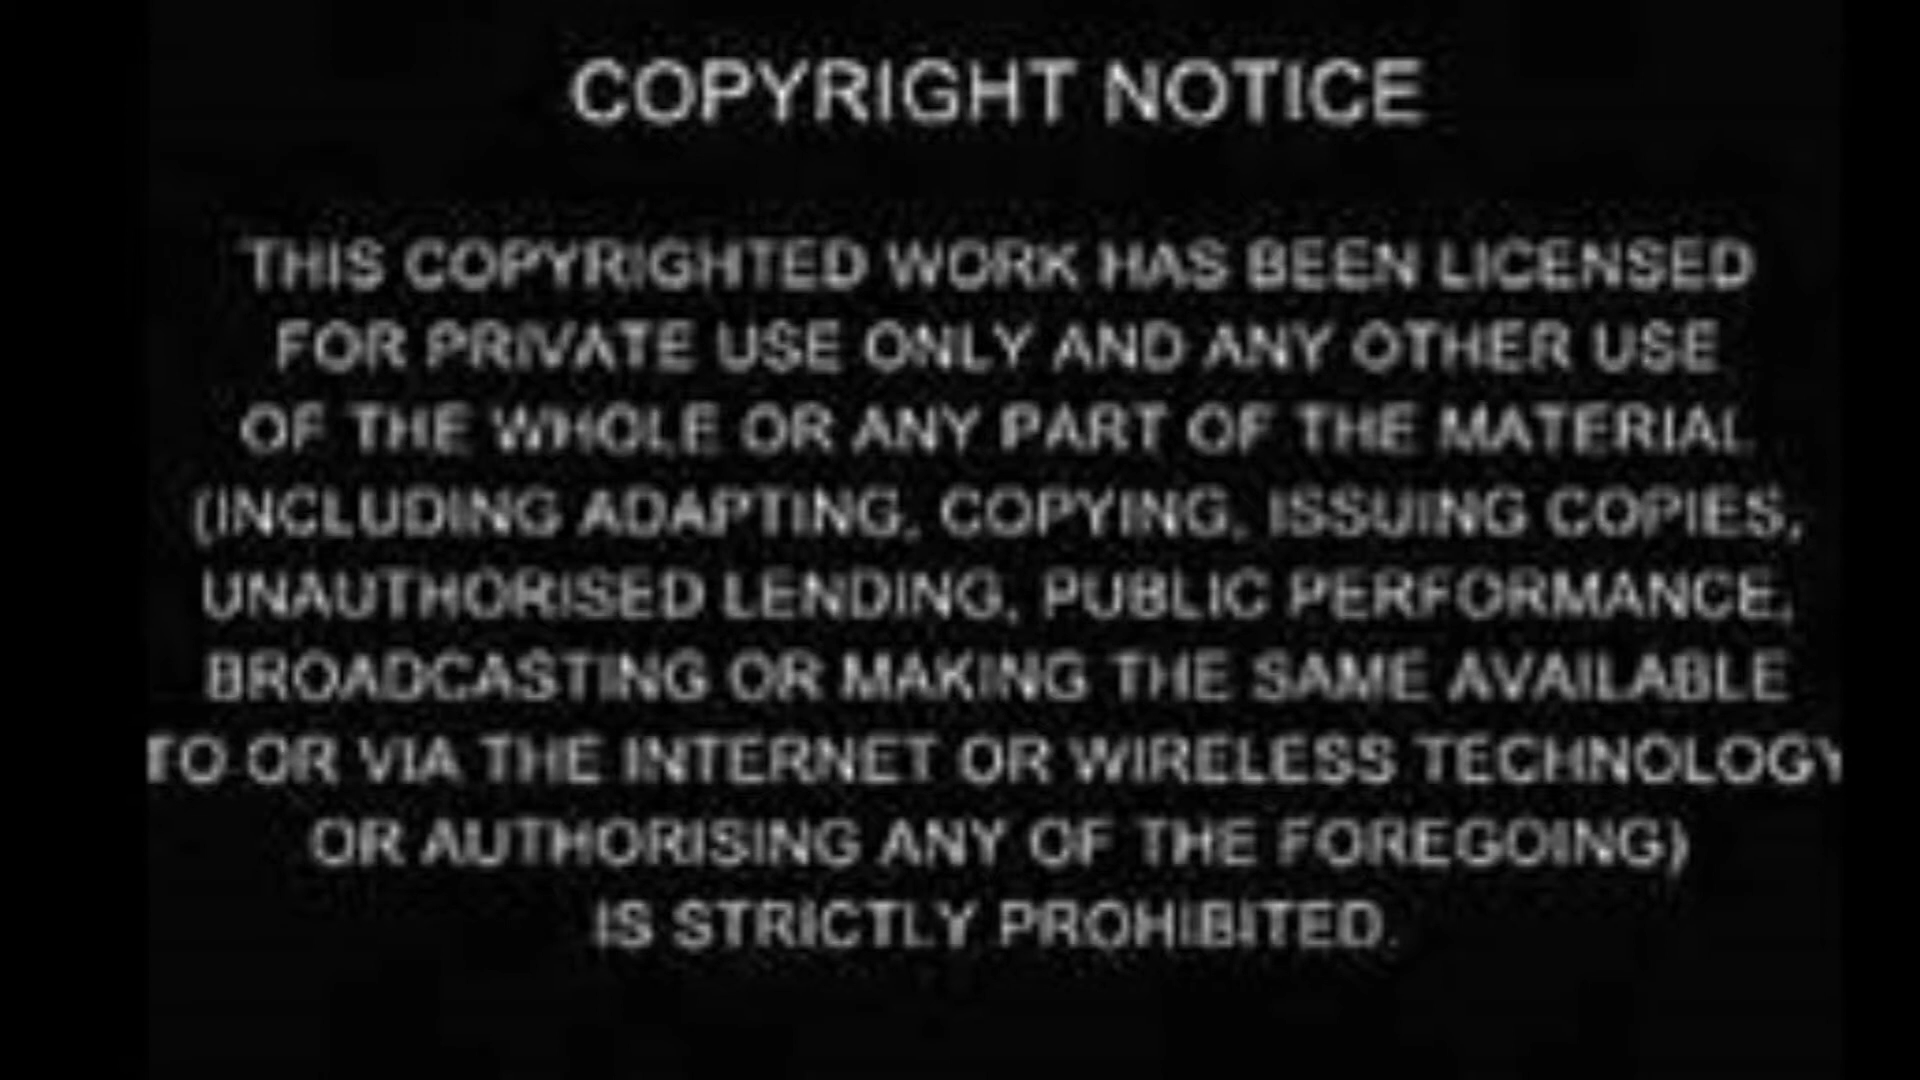 COPYRIGHT NOTICE
THIS COPYRIGHTED WORK HAS BEEN LICENSED
FOR PRIVATE USE ONLY AND ANY OTHER USE
OF THE WHOLE OR ANY PART OF THE MATERIAL
(INCLUDING ADAPTING, COPYING, ISSUING COPIES,
UNAUTHORISED LENDING, PUBLIC PERFORMANCE,
BROADCASTING OR MAKING THE SAME AVAILABLE
TO OR VIA THE INTERNET OR WIRELESS TECHNOLOGY
OR AUTHORISING ANY OF THE FOREGOING)
IS STRICTLY PROHIBITED.